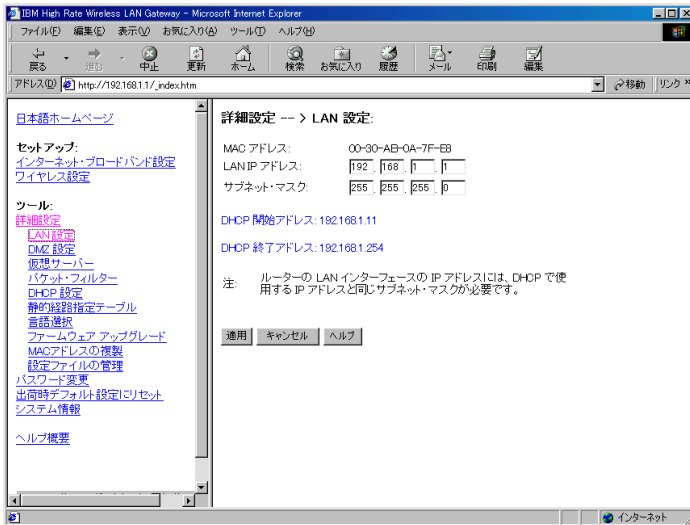 IBM High Rate Wireless LAN Gateway - Microsoft Internet Explorer
ファイル(F) 編集(E) 表示(V) お気に入り(A) ツール(T) ヘルプ(H)
戻る 進む 中止 更新 ホーム 検索 お気に入り 履歴 メール 印刷 編集
アドレス(D) http://192.168.1.1/_index.htm 移動 リンク »
日本語ホームページ
セットアップ:
インターネット・ブロードバンド設定
ワイヤレス設定
ツール:
詳細設定
LAN 設定
DMZ 設定
仮想サーバー
パケット・フィルター
DHCP 設定
静的経路指定テーブル
言語選択
ファームウェア アップグレード
MACアドレスの複製
設定ファイルの管理
パスワード変更
出荷時デフォルト設定にリセット
システム情報
ヘルプ概要
詳細設定 -- > LAN 設定:
MAC アドレス: 00-30-AB-0A-7F-E8
LAN IP アドレス: 192 . 168 . 1 . 1
サブネット・マスク: 255 . 255 . 255 . 0
DHCP 開始アドレス: 192.168.1.11
DHCP 終了アドレス: 192.168.1.254
注: ルーターの LAN インターフェースの IP アドレスには、DHCP で使
用する IP アドレスと同じサブネット・マスクが必要です。
適用 キャンセル ヘルプ
インターネット